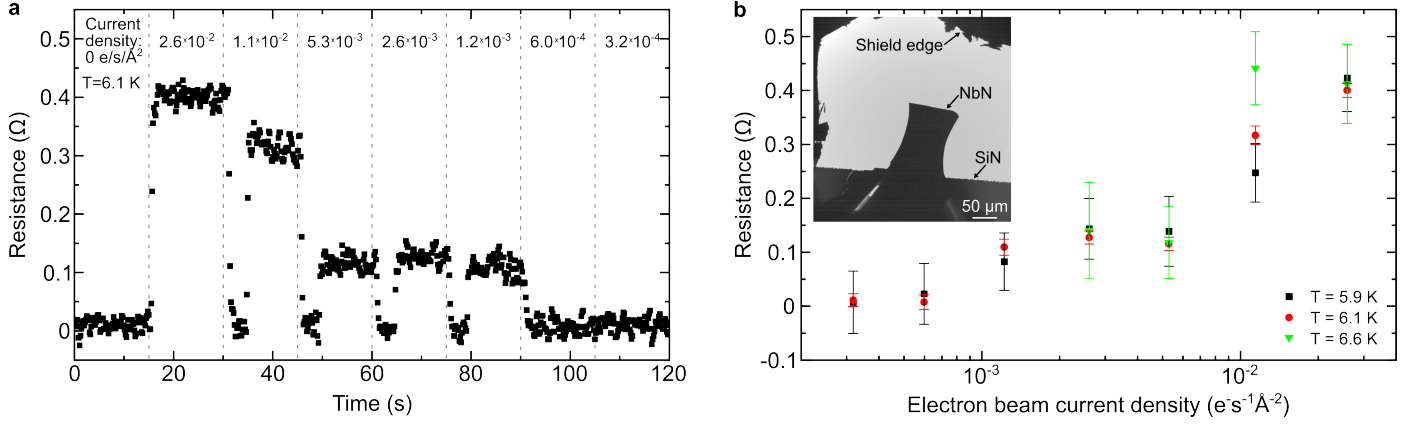 a
Current
density:
0 e/s/Å²
2.6×10⁻²
1.1×10⁻²
5.3×10⁻³
2.6×10⁻³
1.2×10⁻³
6.0×10⁻⁴
3.2×10⁻⁴
T=6.1 K
0.5
0.4
0.3
0.2
0.1
0
Resistance (Ω)
0
20
40
60
80
100
120
Time (s)
b
0.5
0.4
0.3
0.2
0.1
0
-0.1
Resistance (Ω)
Shield edge
NbN
SiN
50 µm
T = 5.9 K
T = 6.1 K
T = 6.6 K
10⁻³
10⁻²
Electron beam current density (e⁻s⁻¹Å⁻²)